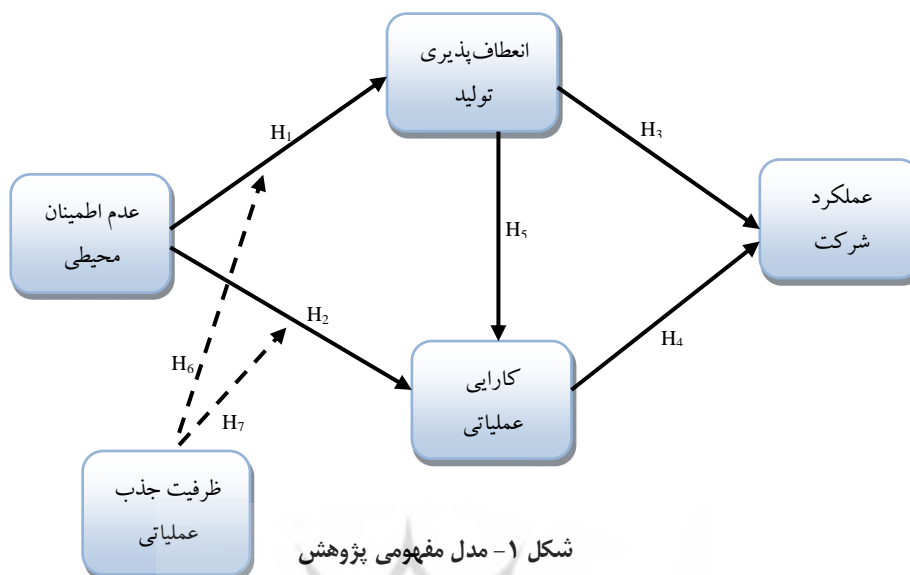 انعطاف‌پذیری
تولید
H₁
H₃
عدم اطمینان
محیطی
عملکرد
شرکت
H₅
H₂
H₄
H₆
کارایی
عملیاتی
H₇
ظرفیت جذب
عملیاتی
شکل ۱- مدل مفهومی پژوهش